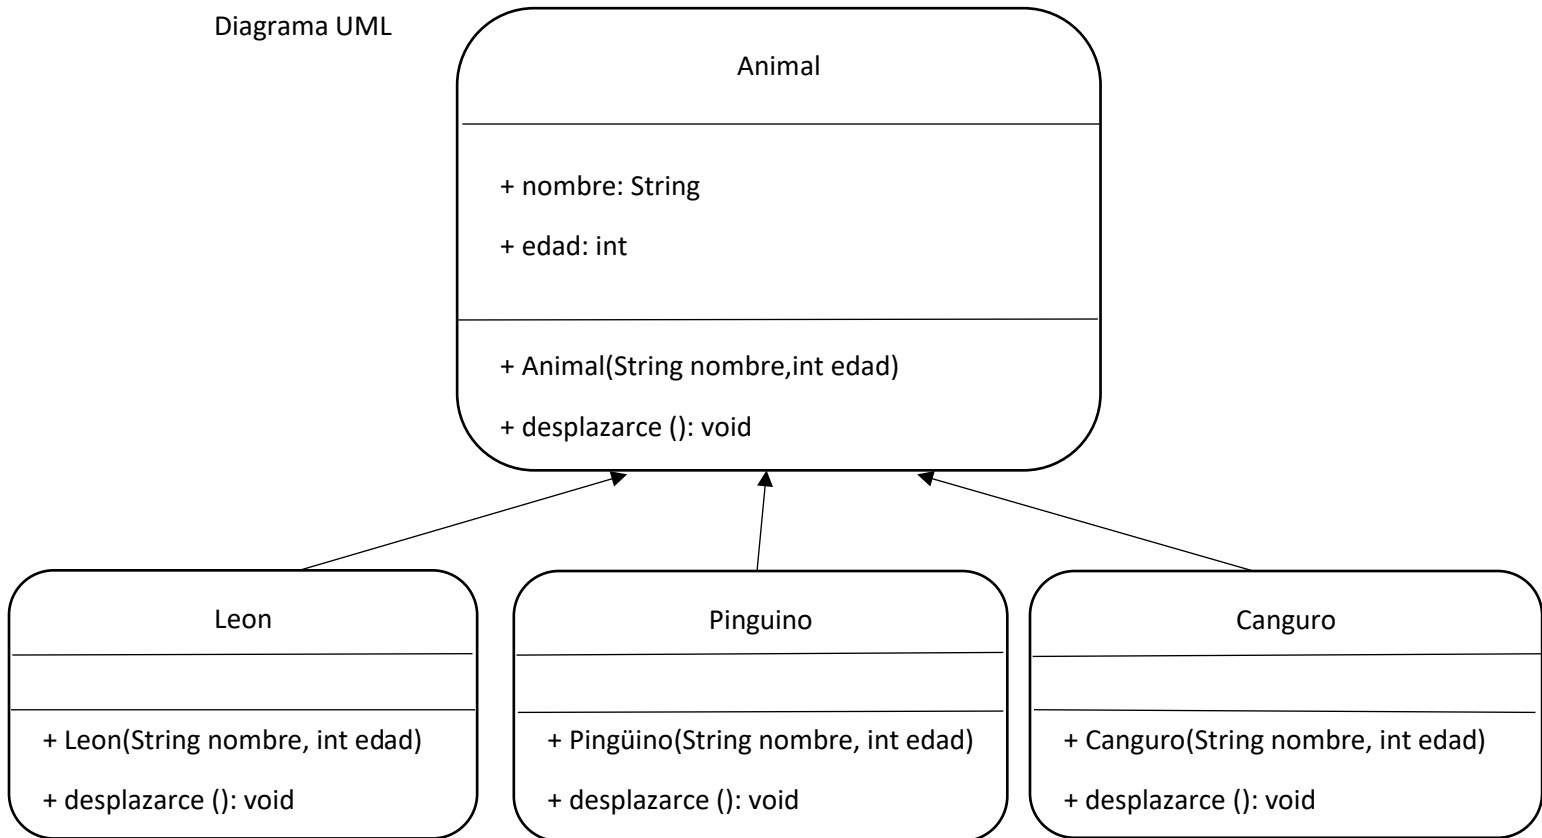 Diagrama UML
Animal
+ nombre: String
+ edad: int
+ Animal(String nombre,int edad)
+ desplazarce (): void
Leon
+ Leon(String nombre, int edad)
+ desplazarce (): void
Pinguino
+ Pingüino(String nombre, int edad)
+ desplazarce (): void
Canguro
+ Canguro(String nombre, int edad)
+ desplazarce (): void